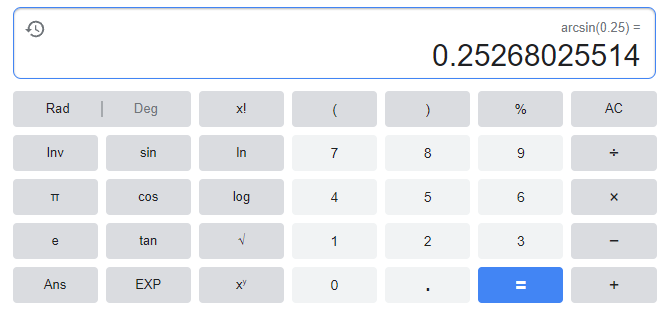 arcsin(0.25) =
0.25268025514
Rad | Deg x! ( ) % AC
Inv sin ln 7 8 9 ÷
π cos log 4 5 6 ×
e tan √ 1 2 3 −
Ans EXP xʸ 0 . = +